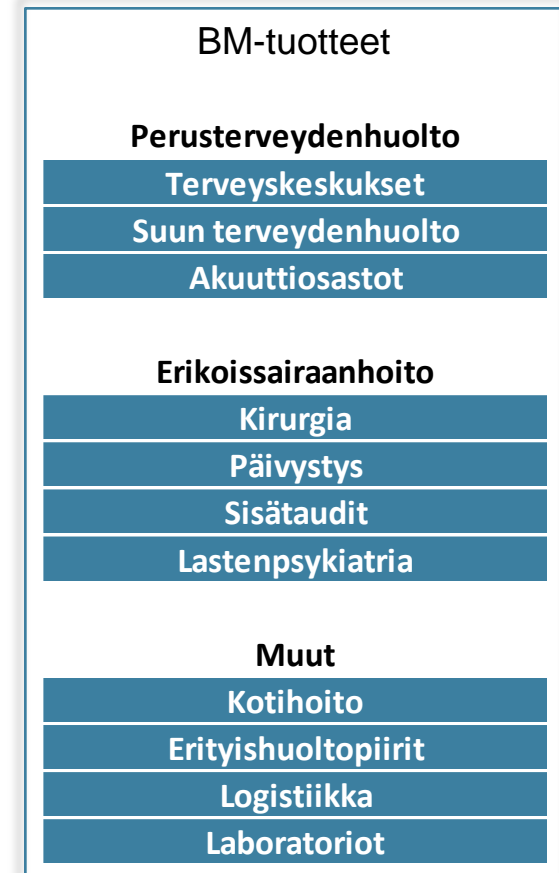 BM-tuotteet
Perusterveydenhuolto
Terveyskeskukset
Suun terveydenhuolto
Akuuttiosastot
Erikoissairaanhoito
Kirurgia
Päivystys
Sisätaudit
Lastenpsykiatria
Muut
Kotihoito
Erityishuoltopiirit
Logistiikka
Laboratoriot